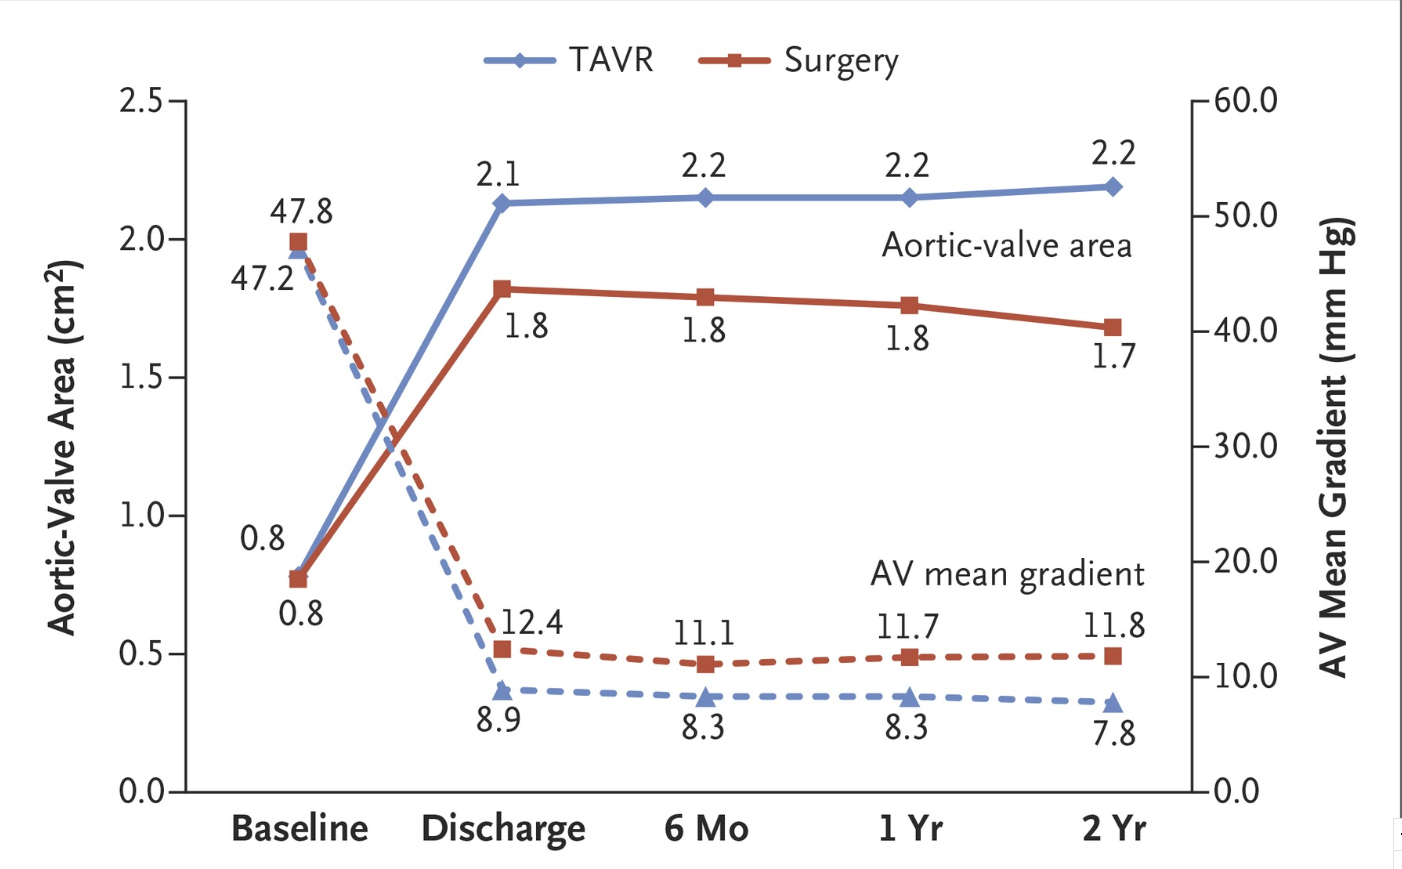 TAVR Surgery
2.5 60.0
2.1 2.2 2.2 2.2
47.8
50.0
2.0
47.2
Aortic-valve area
1.8 1.8 1.8 1.7
40.0
1.5
30.0
1.0
0.8
0.8
20.0
AV mean gradient
12.4 11.1 11.7 11.8
0.5
10.0
8.9 8.3 8.3 7.8
0.0 0.0
Baseline Discharge 6 Mo 1 Yr 2 Yr
Aortic-Valve Area (cm²)
AV Mean Gradient (mm Hg)